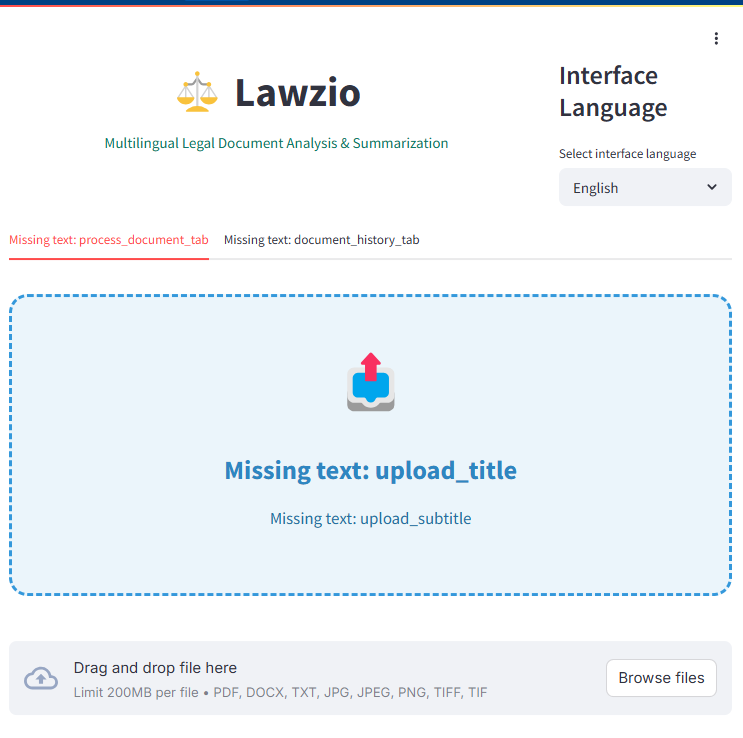 Lawzio
Multilingual Legal Document Analysis & Summarization
Interface
Language
Select interface language
English
Missing text: process_document_tab
Missing text: document_history_tab
Missing text: upload_title
Missing text: upload_subtitle
Drag and drop file here
Limit 200MB per file • PDF, DOCX, TXT, JPG, JPEG, PNG, TIFF, TIF
Browse files